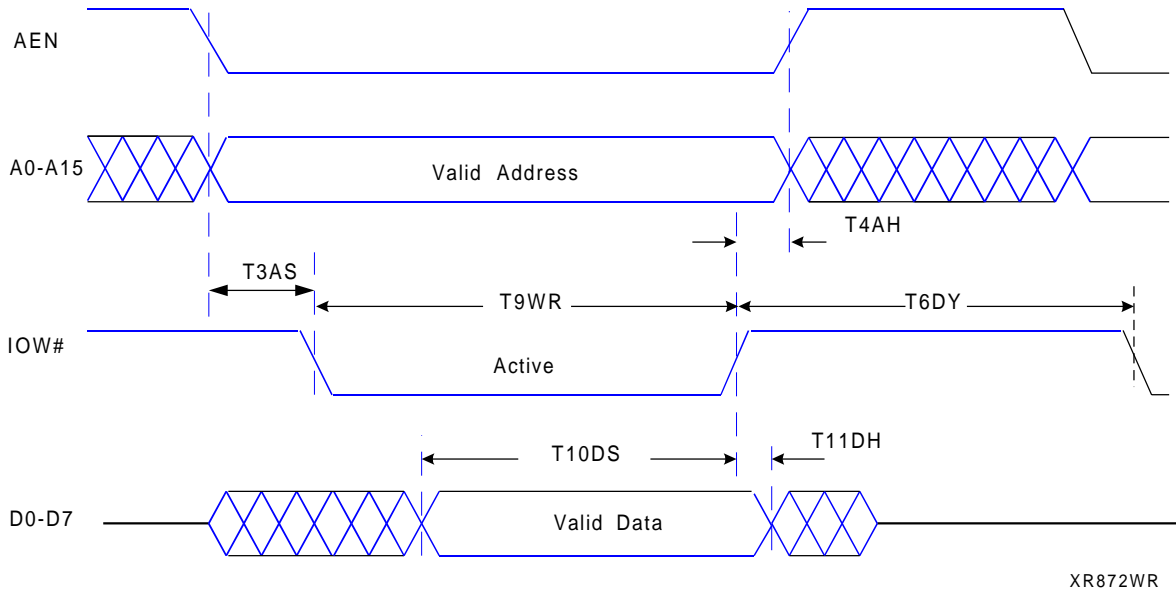 AEN
A0-A15
Valid Address
T4AH
T3AS
T9WR
T6DY
IOW#
Active
T10DS
T11DH
D0-D7
Valid Data
XR872WR